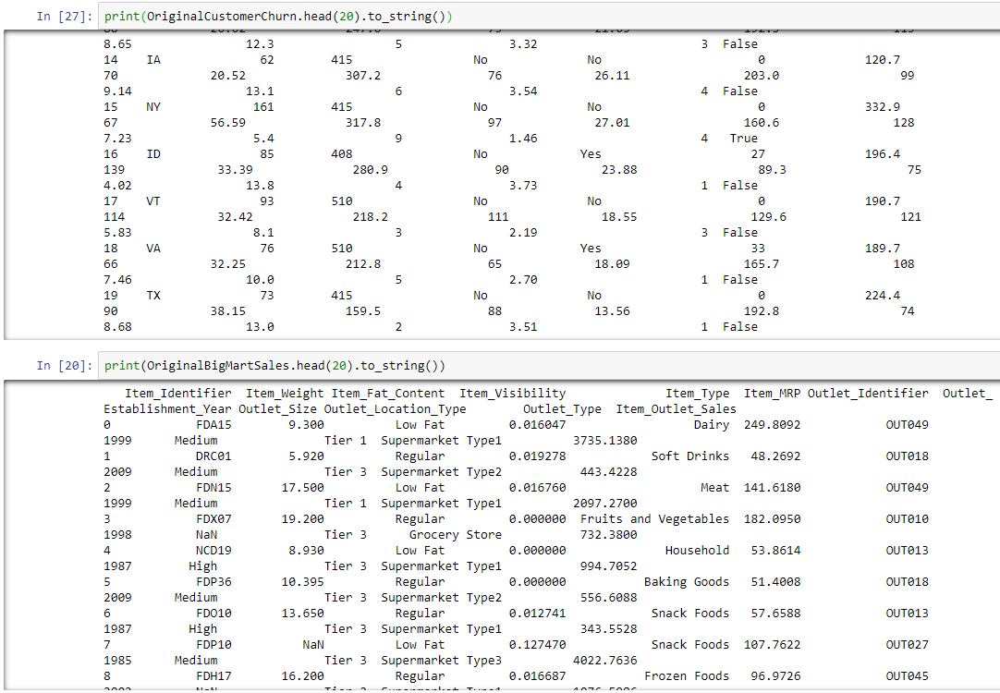 In [27]: print(OriginalCustomerChurn.head(20).to_string())
8.65 12.3 5 3.32 3 False
14 IA 62 415 No No 0 120.7
70 20.52 307.2 76 26.11 203.0 99
9.14 13.1 6 3.54 4 False
15 NY 161 415 No No 0 332.9
67 56.59 317.8 97 27.01 160.6 128
7.23 5.4 9 1.46 4 True
16 ID 85 408 No Yes 27 196.4
139 33.39 280.9 90 23.88 89.3 75
4.02 13.8 4 3.73 1 False
17 VT 93 510 No No 0 190.7
114 32.42 218.2 111 18.55 129.6 121
5.83 8.1 3 2.19 3 False
18 VA 76 510 No Yes 33 189.7
66 32.25 212.8 65 18.09 165.7 108
7.46 10.0 5 2.70 1 False
19 TX 73 415 No No 0 224.4
90 38.15 159.5 88 13.56 192.8 74
8.68 13.0 2 3.51 1 False
In [20]: print(OriginalBigMartSales.head(20).to_string())
Item_Identifier Item_Weight Item_Fat_Content Item_Visibility Item_Type Item_MRP Outlet_Identifier Outlet_
Establishment_Year Outlet_Size Outlet_Location_Type Outlet_Type Item_Outlet_Sales
0 FDA15 9.300 Low Fat 0.016047 Dairy 249.8092 OUT049
1999 Medium Tier 1 Supermarket Type1 3735.1380
1 DRC01 5.920 Regular 0.019278 Soft Drinks 48.2692 OUT018
2009 Medium Tier 3 Supermarket Type2 443.4228
2 FDN15 17.500 Low Fat 0.016760 Meat 141.6180 OUT049
1999 Medium Tier 1 Supermarket Type1 2097.2700
3 FDX07 19.200 Regular 0.000000 Fruits and Vegetables 182.0950 OUT010
1998 NaN Tier 3 Grocery Store 732.3800
4 NCD19 8.930 Low Fat 0.000000 Household 53.8614 OUT013
1987 High Tier 3 Supermarket Type1 994.7052
5 FDP36 10.395 Regular 0.000000 Baking Goods 51.4008 OUT018
2009 Medium Tier 3 Supermarket Type2 556.6088
6 FDO10 13.650 Regular 0.012741 Snack Foods 57.6588 OUT013
1987 High Tier 3 Supermarket Type1 343.5528
7 FDP10 NaN Low Fat 0.127470 Snack Foods 107.7622 OUT027
1985 Medium Tier 3 Supermarket Type3 4022.7636
8 FDH17 16.200 Regular 0.016687 Frozen Foods 96.9726 OUT045